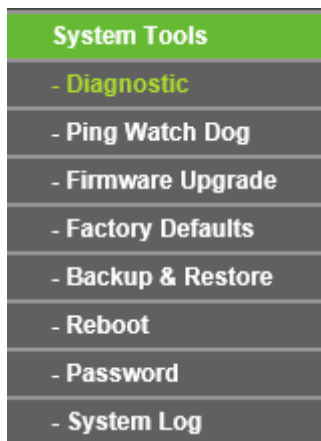 System Tools
- Diagnostic
- Ping Watch Dog
- Firmware Upgrade
- Factory Defaults
- Backup & Restore
- Reboot
- Password
- System Log